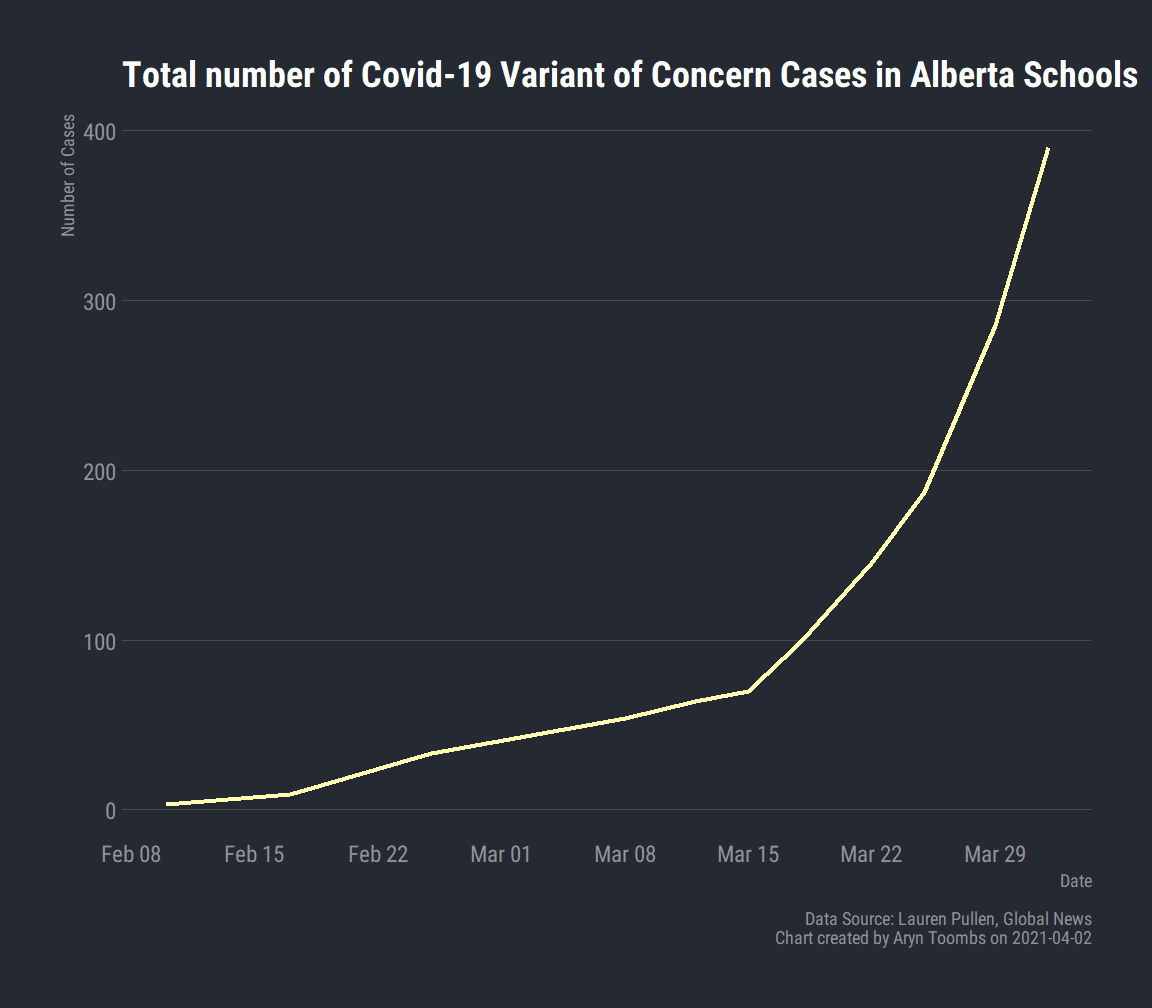 Total number of Covid-19 Variant of Concern Cases in Alberta Schools
Number of Cases
400
300
200
100
0
Feb 08
Feb 15
Feb 22
Mar 01
Mar 08
Mar 15
Mar 22
Mar 29
Date
Data Source: Lauren Pullen, Global News
Chart created by Aryn Toombs on 2021-04-02